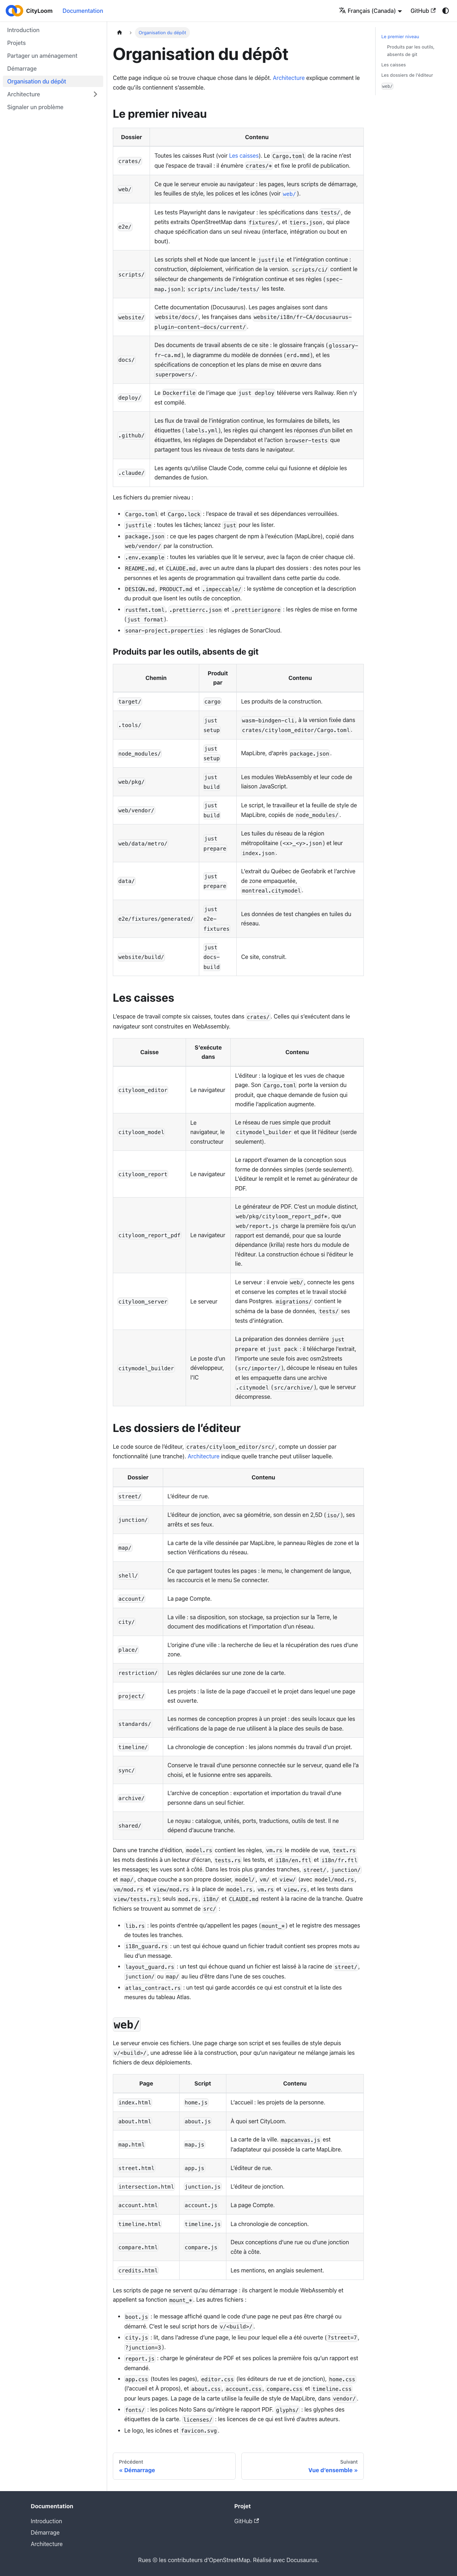 CityLoom
Documentation
Français (Canada)
GitHub
Introduction
Projets
Partager un aménagement
Démarrage
Organisation du dépôt
Architecture
Signaler un problème
Organisation du dépôt
Organisation du dépôt
Cette page indique où se trouve chaque chose dans le dépôt. Architecture explique comment le
code qu'ils contiennent s'assemble.
Le premier niveau
Dossier
Contenu
crates/
Toutes les caisses Rust (voir Les caisses). Le Cargo.toml de la racine n'est
que l'espace de travail : il énumère crates/* et fixe le profil de publication.
web/
Ce que le serveur envoie au navigateur : les pages, leurs scripts de démarrage,
les feuilles de style, les polices et les icônes (voir web/).
e2e/
Les tests Playwright dans le navigateur : les spécifications dans tests/, de
petits extraits OpenStreetMap dans fixtures/, et tiers.json, qui place
chaque spécification dans un seul niveau (interface, intégration ou bout en
bout).
scripts/
Les scripts shell et Node que lancent le justfile et l'intégration continue :
construction, déploiement, vérification de la version. scripts/ci/ contient le
sélecteur de changements de l'intégration continue et ses règles (spec-
map.json); scripts/include/tests/ les teste.
website/
Cette documentation (Docusaurus). Les pages anglaises sont dans
website/docs/, les françaises dans website/i18n/fr-CA/docusaurus-
plugin-content-docs/current/.
docs/
Des documents de travail absents de ce site : le glossaire français (glossary-
fr-ca.md), le diagramme du modèle de données (erd.mmd), et les
spécifications de conception et les plans de mise en œuvre dans
superpowers/.
deploy/
Le Dockerfile de l'image que just deploy téléverse vers Railway. Rien n'y
est compilé.
.github/
Les flux de travail de l'intégration continue, les formulaires de billets, les
étiquettes (labels.yml), les règles qui changent les réponses d'un billet en
étiquettes, les réglages de Dependabot et l'action browser-tests que
partagent tous les niveaux de tests dans le navigateur.
.claude/
Les agents qu'utilise Claude Code, comme celui qui fusionne et déploie les
demandes de fusion.
Les fichiers du premier niveau :
Cargo.toml et Cargo.lock : l'espace de travail et ses dépendances verrouillées.
justfile : toutes les tâches; lancez just pour les lister.
package.json : ce que les pages chargent de npm à l'exécution (MapLibre), copié dans
web/vendor/ par la construction.
.env.example : toutes les variables que lit le serveur, avec la façon de créer chaque clé.
README.md, et CLAUDE.md, avec un autre dans la plupart des dossiers : des notes pour les
personnes et les agents de programmation qui travaillent dans cette partie du code.
DESIGN.md, PRODUCT.md et .impeccable/ : le système de conception et la description
du produit que lisent les outils de conception.
rustfmt.toml, .prettierrc.json et .prettierignore : les règles de mise en forme
(just format).
sonar-project.properties : les réglages de SonarCloud.
Produits par les outils, absents de git
Chemin
Produit
par
Contenu
target/
cargo
Les produits de la construction.
.tools/
just
setup
wasm-bindgen-cli, à la version fixée dans
crates/cityloom_editor/Cargo.toml.
node_modules/
just
setup
MapLibre, d'après package.json.
web/pkg/
just
build
Les modules WebAssembly et leur code de
liaison JavaScript.
web/vendor/
just
build
Le script, le travailleur et la feuille de style de
MapLibre, copiés de node_modules/.
web/data/metro/
just
prepare
Les tuiles du réseau de la région
métropolitaine (<x>_<y>.json) et leur
index.json.
data/
just
prepare
L'extrait du Québec de Geofabrik et l'archive
de zone empaquetée,
montreal.citymodel.
e2e/fixtures/generated/
just
e2e-
fixtures
Les données de test changées en tuiles du
réseau.
website/build/
just
docs-
build
Ce site, construit.
Les caisses
L'espace de travail compte six caisses, toutes dans crates/. Celles qui s'exécutent dans le
navigateur sont construites en WebAssembly.
Caisse
S'exécute
dans
Contenu
cityloom_editor
Le navigateur
L'éditeur : la logique et les vues de chaque
page. Son Cargo.toml porte la version du
produit, que chaque demande de fusion qui
modifie l'application augmente.
cityloom_model
Le
navigateur, le
constructeur
Le réseau de rues simple que produit
citymodel_builder et que lit l'éditeur (serde
seulement).
cityloom_report
Le navigateur
Le rapport d'examen de la conception sous
forme de données simples (serde seulement).
L'éditeur le remplit et le remet au générateur de
PDF.
cityloom_report_pdf
Le navigateur
Le générateur de PDF. C'est un module distinct,
web/pkg/cityloom_report_pdf*, que
web/report.js charge la première fois qu'un
rapport est demandé, pour que sa lourde
dépendance (krilla) reste hors du module de
l'éditeur. La construction échoue si l'éditeur le
lie.
cityloom_server
Le serveur
Le serveur : il envoie web/, connecte les gens
et conserve les comptes et le travail stocké
dans Postgres. migrations/ contient le
schéma de la base de données, tests/ ses
tests d'intégration.
citymodel_builder
Le poste d'un
développeur,
l'IC
La préparation des données derrière just
prepare et just pack : il télécharge l'extrait,
l'importe une seule fois avec osm2streets
(src/importer/), découpe le réseau en tuiles
et les empaquette dans une archive
.citymodel (src/archive/), que le serveur
décompresse.
Les dossiers de l'éditeur
Le code source de l'éditeur, crates/cityloom_editor/src/, compte un dossier par
fonctionnalité (une tranche). Architecture indique quelle tranche peut utiliser laquelle.
Dossier
Contenu
street/
L'éditeur de rue.
junction/
L'éditeur de jonction, avec sa géométrie, son dessin en 2,5D (iso/), ses
arrêts et ses feux.
map/
La carte de la ville dessinée par MapLibre, le panneau Règles de zone et la
section Vérifications du réseau.
shell/
Ce que partagent toutes les pages : le menu, le changement de langue,
les raccourcis et le menu Se connecter.
account/
La page Compte.
city/
La ville : sa disposition, son stockage, sa projection sur la Terre, le
document des modifications et l'importation d'un réseau.
place/
L'origine d'une ville : la recherche de lieu et la récupération des rues d'une
zone.
restriction/
Les règles déclarées sur une zone de la carte.
project/
Les projets : la liste de la page d'accueil et le projet dans lequel une page
est ouverte.
standards/
Les normes de conception propres à un projet : des seuils locaux que les
vérifications de la page de rue utilisent à la place des seuils de base.
timeline/
La chronologie de conception : les jalons nommés du travail d'un projet.
sync/
Conserve le travail d'une personne connectée sur le serveur, quand elle l'a
choisi, et le fusionne entre ses appareils.
archive/
L'archive de conception : exportation et importation du travail d'une
personne dans un seul fichier.
shared/
Le noyau : catalogue, unités, ports, traductions, outils de test. Il ne
dépend d'aucune tranche.
Dans une tranche d'édition, model.rs contient les règles, vm.rs le modèle de vue, text.rs
les mots destinés à un lecteur d'écran, tests.rs les tests, et i18n/en.ftl et i18n/fr.ftl
les messages; les vues sont à côté. Dans les trois plus grandes tranches, street/, junction/
et map/, chaque couche a son propre dossier, model/, vm/ et view/ (avec model/mod.rs,
vm/mod.rs et view/mod.rs à la place de model.rs, vm.rs et view.rs, et les tests dans
view/tests.rs); seuls mod.rs, i18n/ et CLAUDE.md restent à la racine de la tranche. Quatre
fichiers se trouvent au sommet de src/ :
lib.rs : les points d'entrée qu'appellent les pages (mount_*) et le registre des messages
de toutes les tranches.
i18n_guard.rs : un test qui échoue quand un fichier traduit contient ses propres mots au
lieu d'un message.
layout_guard.rs : un test qui échoue quand un fichier est laissé à la racine de street/,
junction/ ou map/ au lieu d'être dans l'une de ses couches.
atlas_contract.rs : un test qui garde accordés ce qui est construit et la liste des
mesures du tableau Atlas.
web/
Le serveur envoie ces fichiers. Une page charge son script et ses feuilles de style depuis
v/<build>/, une adresse liée à la construction, pour qu'un navigateur ne mélange jamais les
fichiers de deux déploiements.
Page
Script
Contenu
index.html
home.js
L'accueil : les projets de la personne.
about.html
about.js
À quoi sert CityLoom.
map.html
map.js
La carte de la ville. mapcanvas.js est
l'adaptateur qui possède la carte MapLibre.
street.html
app.js
L'éditeur de rue.
intersection.html
junction.js
L'éditeur de jonction.
account.html
account.js
La page Compte.
timeline.html
timeline.js
La chronologie de conception.
compare.html
compare.js
Deux conceptions d'une rue ou d'une jonction
côte à côte.
credits.html
Les mentions, en anglais seulement.
Les scripts de page ne servent qu'au démarrage : ils chargent le module WebAssembly et
appellent sa fonction mount_*. Les autres fichiers :
boot.js : le message affiché quand le code d'une page ne peut pas être chargé ou
démarré. C'est le seul script hors de v/<build>/.
city.js : lit, dans l'adresse d'une page, le lieu pour lequel elle a été ouverte (?street=7,
?junction=3).
report.js : charge le générateur de PDF et ses polices la première fois qu'un rapport est
demandé.
app.css (toutes les pages), editor.css (les éditeurs de rue et de jonction), home.css
(l'accueil et À propos), et about.css, account.css, compare.css et timeline.css
pour leurs pages. La page de la carte utilise la feuille de style de MapLibre, dans vendor/.
fonts/ : les polices Noto Sans qu'intègre le rapport PDF. glyphs/ : les glyphes des
étiquettes de la carte. licenses/ : les licences de ce qui est livré d'autres auteurs.
Le logo, les icônes et favicon.svg.
Précédent
« Démarrage
Suivant
Vue d'ensemble »
Le premier niveau
Produits par les outils,
absents de git
Les caisses
Les dossiers de l'éditeur
web/
Documentation
Introduction
Démarrage
Architecture
Projet
GitHub
Rues © les contributeurs d'OpenStreetMap. Réalisé avec Docusaurus.